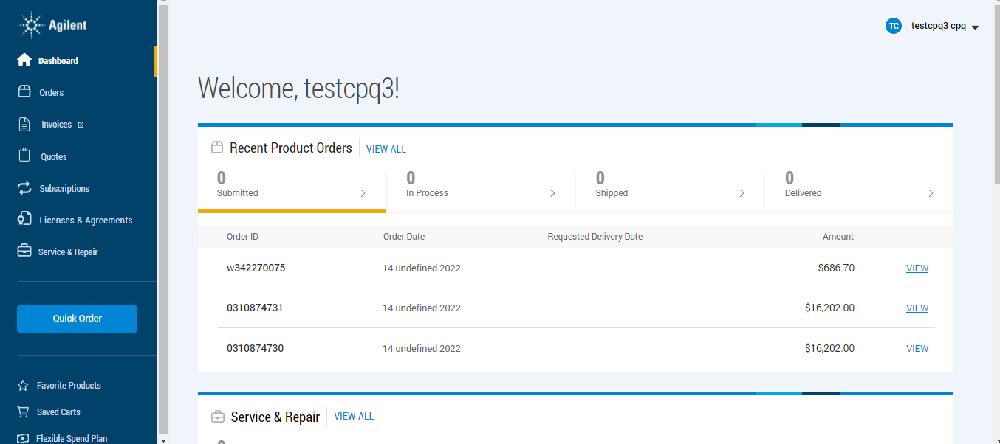 Agilent
Dashboard
Orders
Invoices
Quotes
Subscriptions
Licenses & Agreements
Service & Repair
Quick Order
Favorite Products
Saved Carts
Flexible Spend Plan
TC testcpq3 cpq
Welcome, testcpq3!
Recent Product Orders VIEW ALL
0 0 0 0
Submitted In Process Shipped Delivered
Order ID Order Date Requested Delivery Date Amount
w342270075 14 undefined 2022 $686.70 VIEW
0310874731 14 undefined 2022 $16,202.00 VIEW
0310874730 14 undefined 2022 $16,202.00 VIEW
Service & Repair VIEW ALL